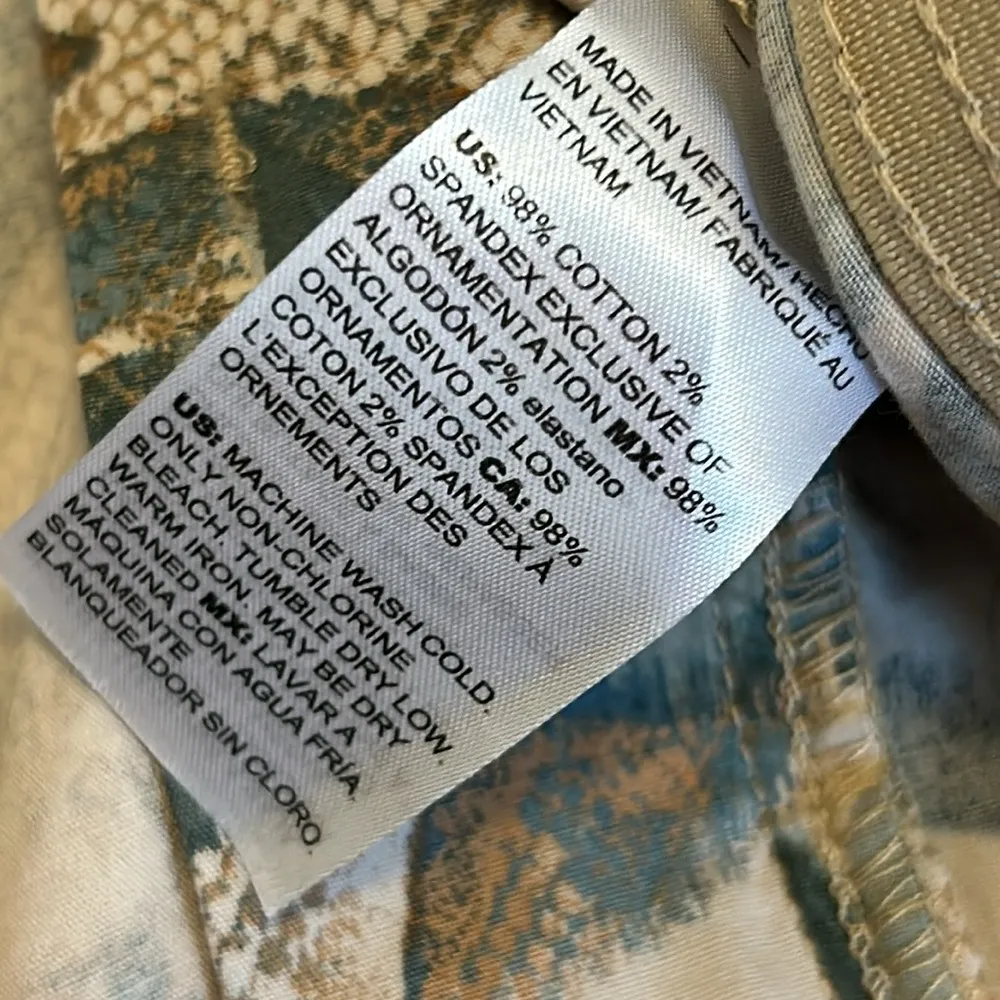 MADE IN VIETNAM/ HECHO
EN VIETNAM/ FABRIQUÉ AU
VIETNAM
US: 98% COTTON 2%
SPANDEX EXCLUSIVE OF
ORNAMENTATION MX: 98%
ALGODÓN 2% elastano
EXCLUSIVO DE LOS
ORNAMENTOS CA: 98%
COTON 2% SPANDEX À
L'EXCEPTION DES
ORNEMENTS
US: MACHINE WASH COLD.
ONLY NON-CHLORINE
BLEACH. TUMBLE DRY LOW.
WARM IRON. MAY BE DRY
CLEANED MX: LAVAR A
MÁQUINA CON AGUA FRÍA.
SOLAMENTE
BLANQUEADOR SIN CLORO.